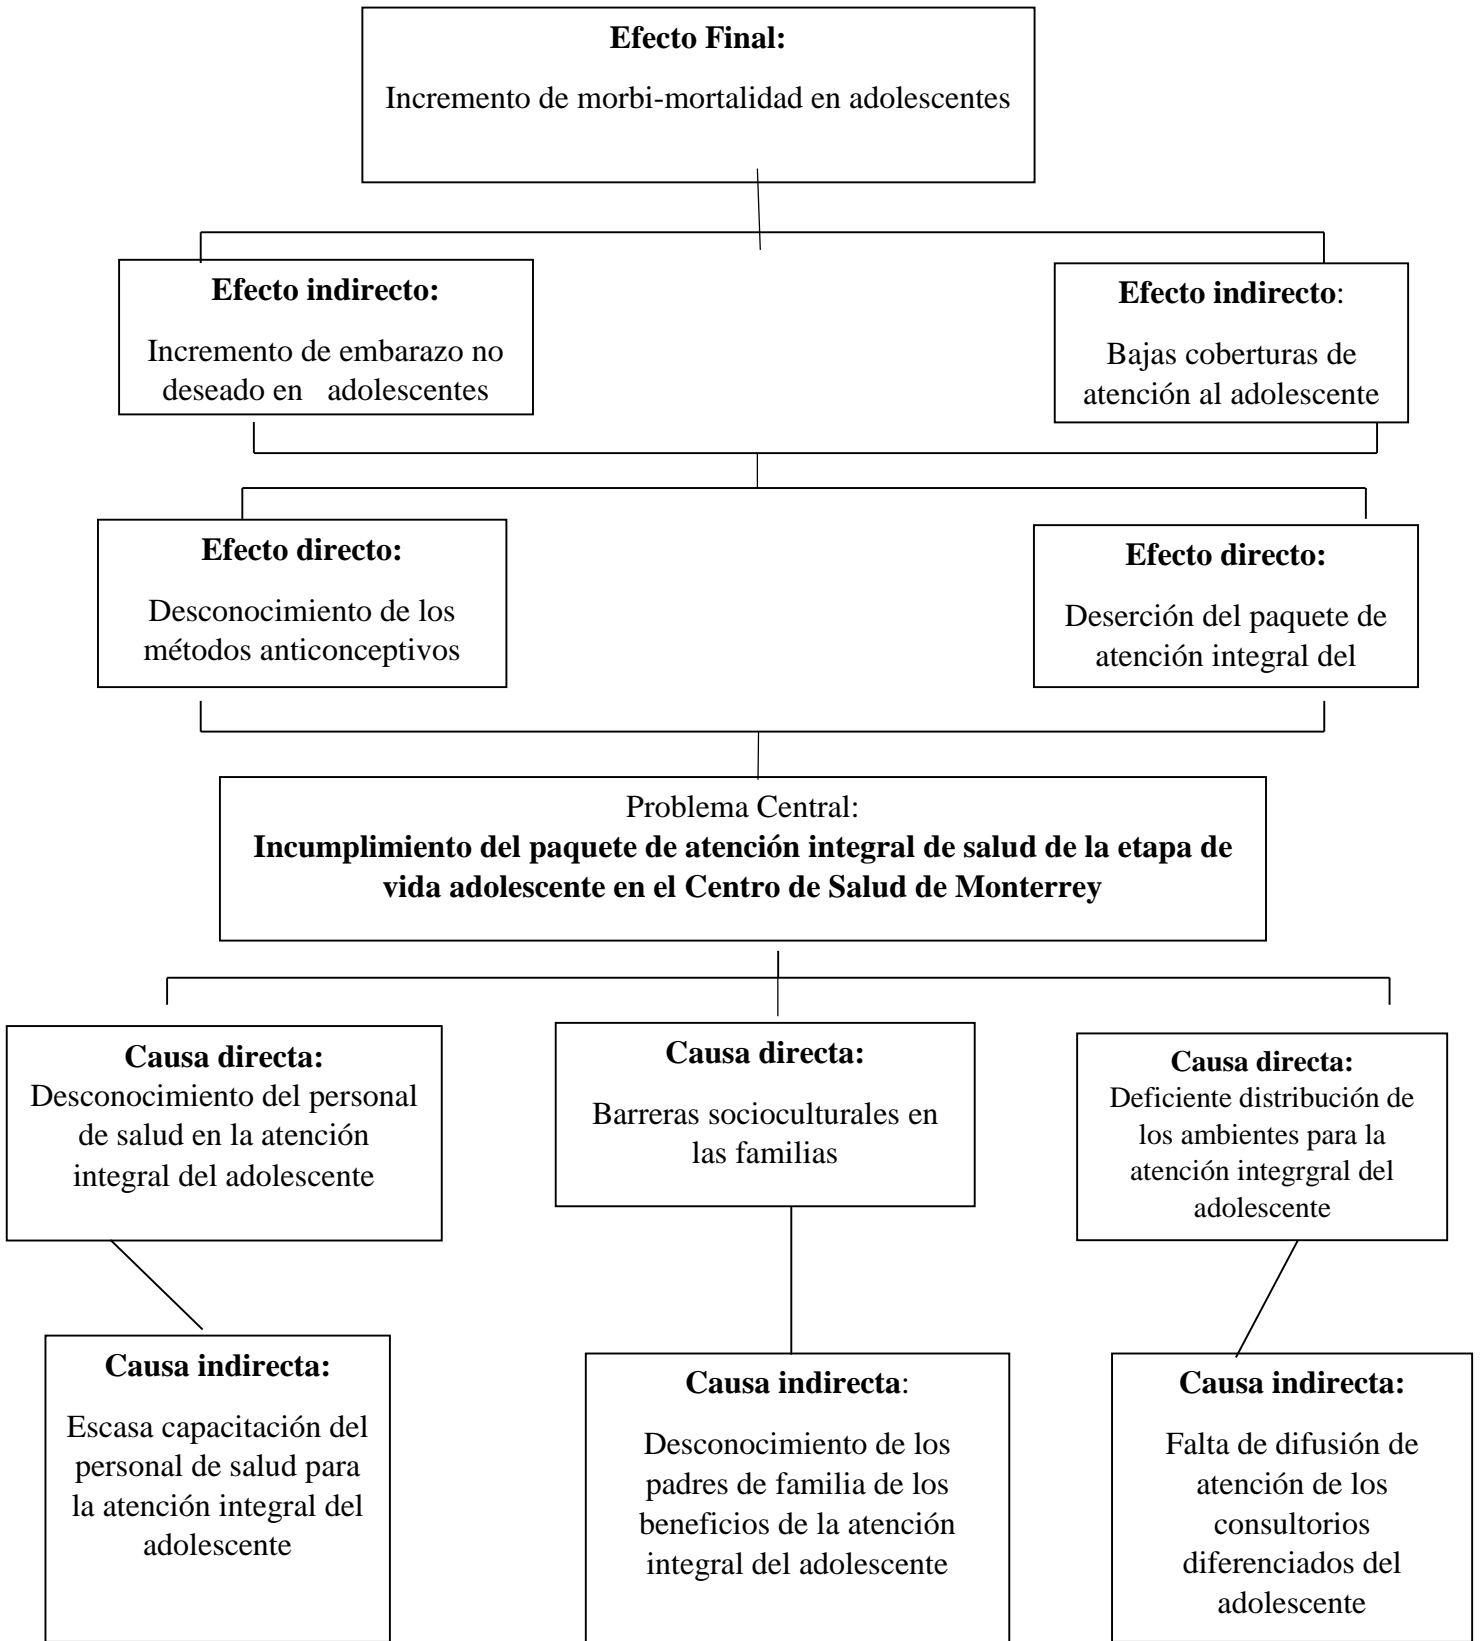 Efecto Final:
Incremento de morbi-mortalidad en adolescentes
Efecto indirecto:
Incremento de embarazo no
deseado en adolescentes
Efecto indirecto:
Bajas coberturas de
atención al adolescente
Efecto directo:
Desconocimiento de los
métodos anticonceptivos
Efecto directo:
Deserción del paquete de
atención integral del
Problema Central:
Incumplimiento del paquete de atención integral de salud de la etapa de
vida adolescente en el Centro de Salud de Monterrey
Causa directa:
Desconocimiento del personal
de salud en la atención
integral del adolescente
Causa directa:
Barreras socioculturales en
las familias
Causa directa:
Deficiente distribución de
los ambientes para la
atención integrgral del
adolescente
Causa indirecta:
Escasa capacitación del
personal de salud para
la atención integral del
adolescente
Causa indirecta:
Desconocimiento de los
padres de familia de los
beneficios de la atención
integral del adolescente
Causa indirecta:
Falta de difusión de
atención de los
consultorios
diferenciados del
adolescente